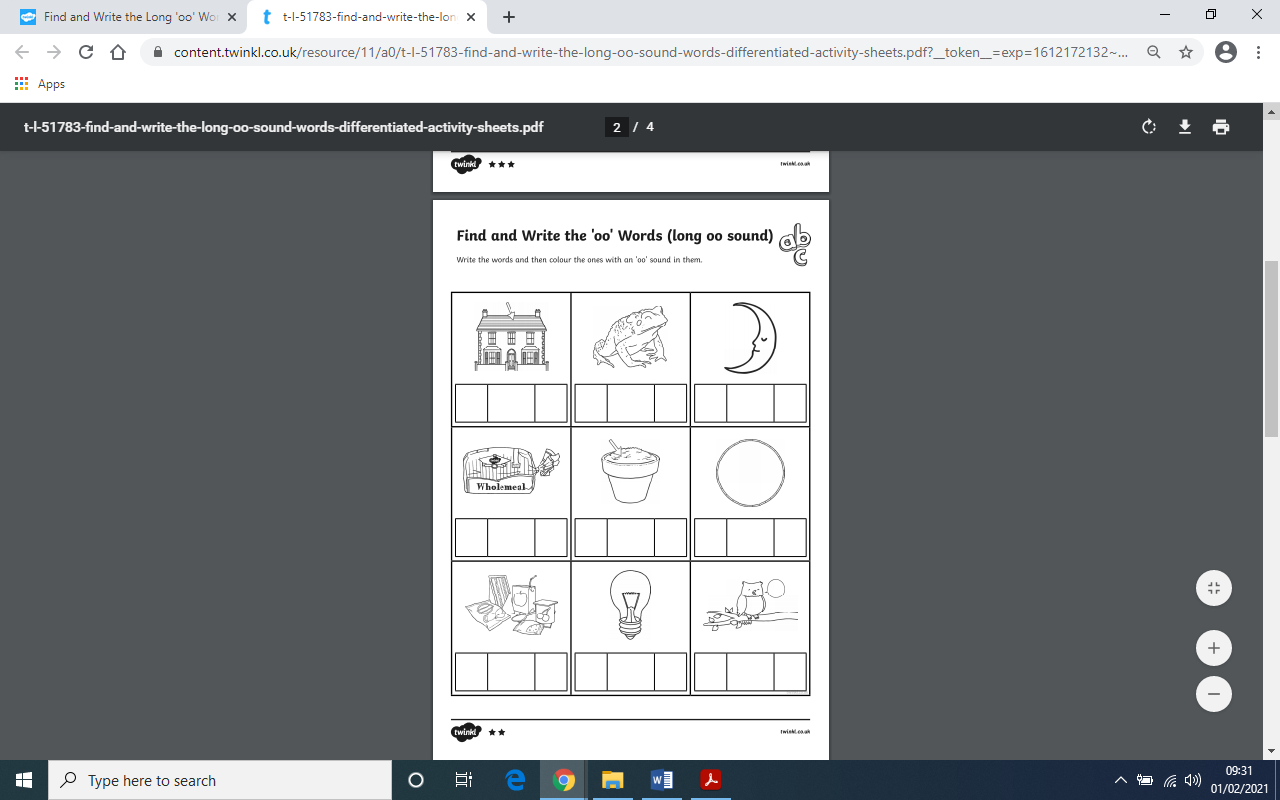 Find and Write the Long 'oo' Wor
t-l-51783-find-and-write-the-lon
content.twinkl.co.uk/resource/11/a0/t-l-51783-find-and-write-the-long-oo-sound-words-differentiated-activity-sheets.pdf?__token__=exp=1612172132~...
Apps
t-l-51783-find-and-write-the-long-oo-sound-words-differentiated-activity-sheets.pdf
2 / 4
twinkl
twinkl.co.uk
Find and Write the 'oo' Words (long oo sound)
abc
Write the words and then colour the ones with an 'oo' sound in them.
Wholemeal
twinkl
twinkl.co.uk
Type here to search
09:31
01/02/2021